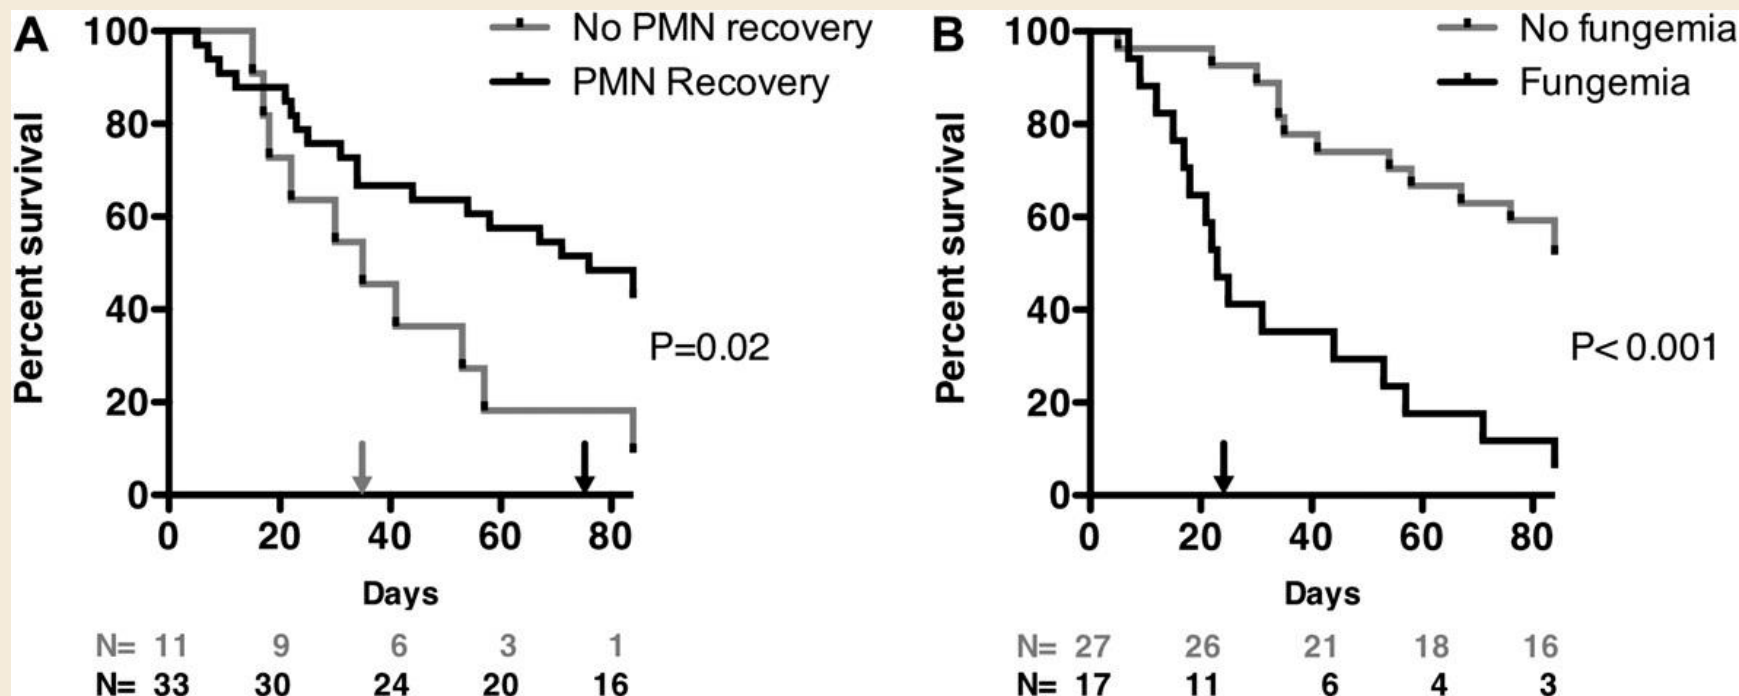 A
No PMN recovery
PMN Recovery
Percent survival
100
80
60
40
20
0
P=0.02
0 20 40 60 80
Days
N= 11 9 6 3 1
N= 33 30 24 20 16
B
No fungemia
Fungemia
Percent survival
100
80
60
40
20
0
P< 0.001
0 20 40 60 80
Days
N= 27 26 21 18 16
N= 17 11 6 4 3